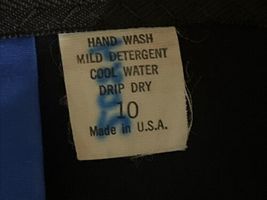 HAND WASH
MILD DETERGENT
COOL WATER
DRIP DRY
10
Made in U.S.A.